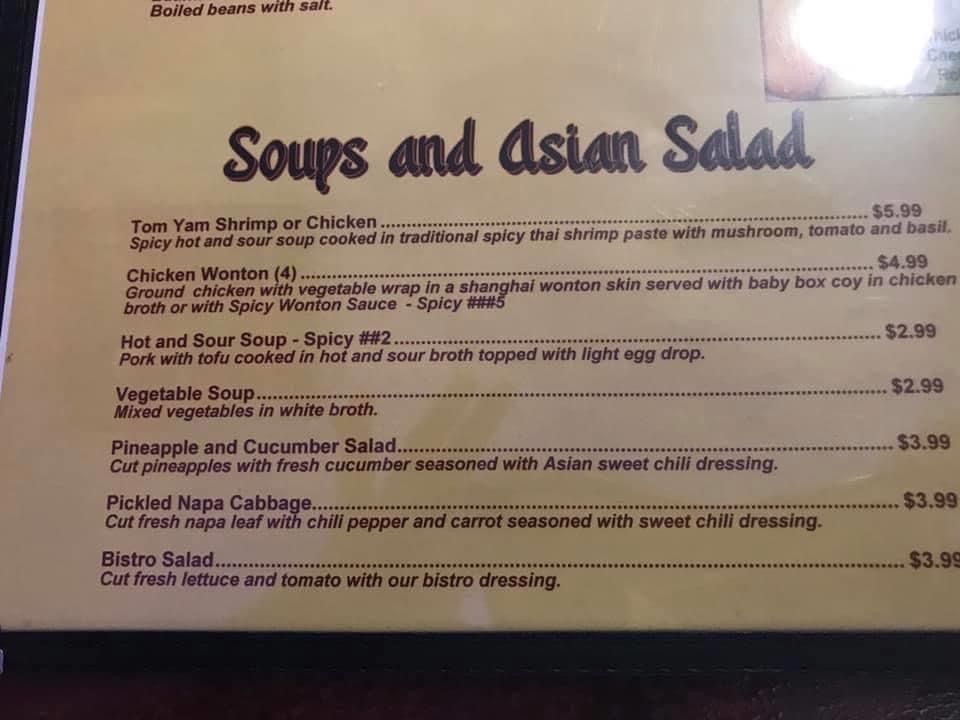 Boiled beans with salt.
Soups and Asian Salad
Tom Yam Shrimp or Chicken ........ $5.99
Spicy hot and sour soup cooked in traditional spicy thai shrimp paste with mushroom, tomato and basil.
Chicken Wonton (4) ........ $4.99
Ground chicken with vegetable wrap in a shanghai wonton skin served with baby box coy in chicken
broth or with Spicy Wonton Sauce - Spicy ###5
Hot and Sour Soup - Spicy ##2 ........ $2.99
Pork with tofu cooked in hot and sour broth topped with light egg drop.
Vegetable Soup ........ $2.99
Mixed vegetables in white broth.
Pineapple and Cucumber Salad ........ $3.99
Cut pineapples with fresh cucumber seasoned with Asian sweet chili dressing.
Pickled Napa Cabbage ........ $3.99
Cut fresh napa leaf with chili pepper and carrot seasoned with sweet chili dressing.
Bistro Salad ........ $3.99
Cut fresh lettuce and tomato with our bistro dressing.